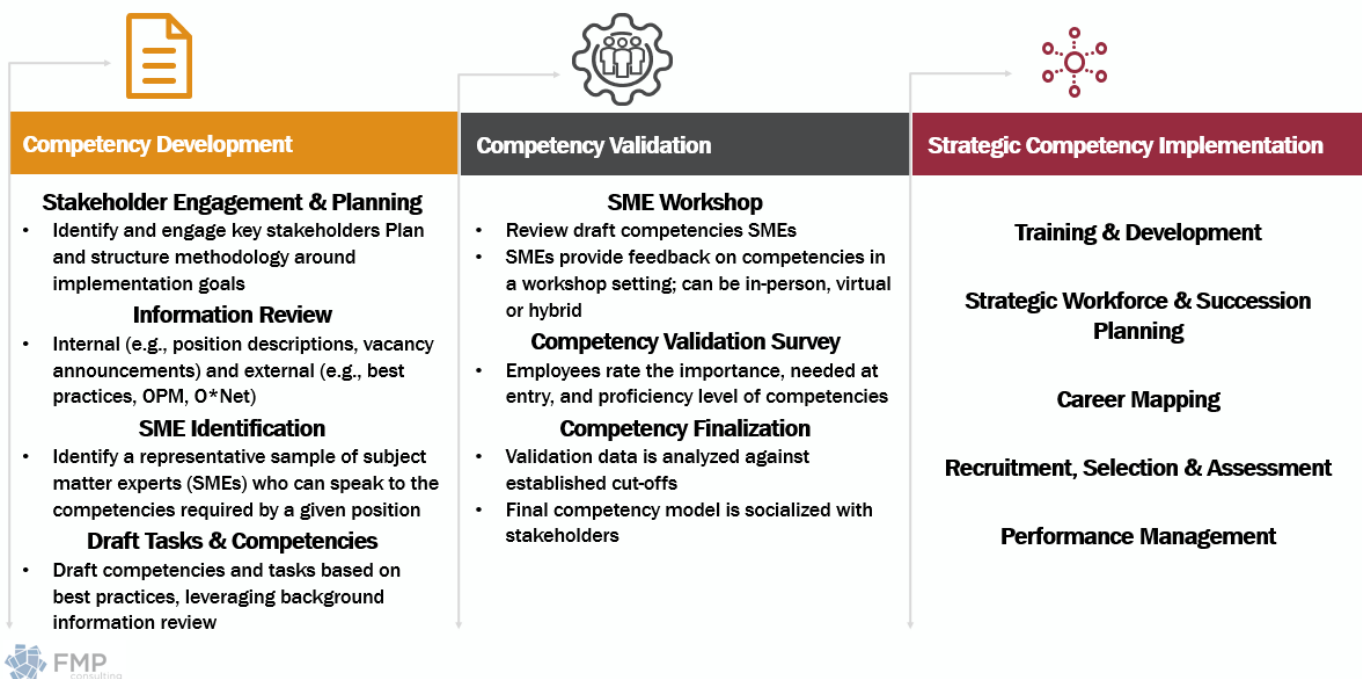 Competency Development
Stakeholder Engagement & Planning
• Identify and engage key stakeholders Plan
and structure methodology around
implementation goals
Information Review
• Internal (e.g., position descriptions, vacancy
announcements) and external (e.g., best
practices, OPM, O*Net)
SME Identification
• Identify a representative sample of subject
matter experts (SMEs) who can speak to the
competencies required by a given position
Draft Tasks & Competencies
• Draft competencies and tasks based on
best practices, leveraging background
information review
Competency Validation
SME Workshop
• Review draft competencies SMEs
• SMEs provide feedback on competencies in
a workshop setting; can be in-person, virtual
or hybrid
Competency Validation Survey
• Employees rate the importance, needed at
entry, and proficiency level of competencies
Competency Finalization
• Validation data is analyzed against
established cut-offs
• Final competency model is socialized with
stakeholders
Strategic Competency Implementation
Training & Development
Strategic Workforce & Succession
Planning
Career Mapping
Recruitment, Selection & Assessment
Performance Management
FMP
consulting